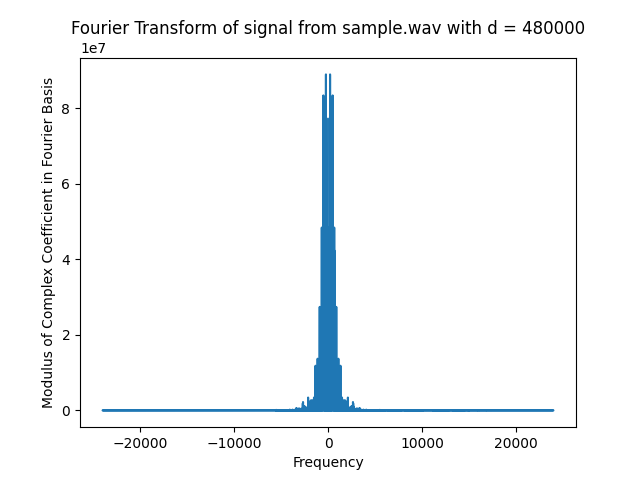 Fourier Transform of signal from sample.wav with d = 480000
1e7
Modulus of Complex Coefficient in Fourier Basis
8
6
4
2
0
−20000 −10000 0 10000 20000
Frequency